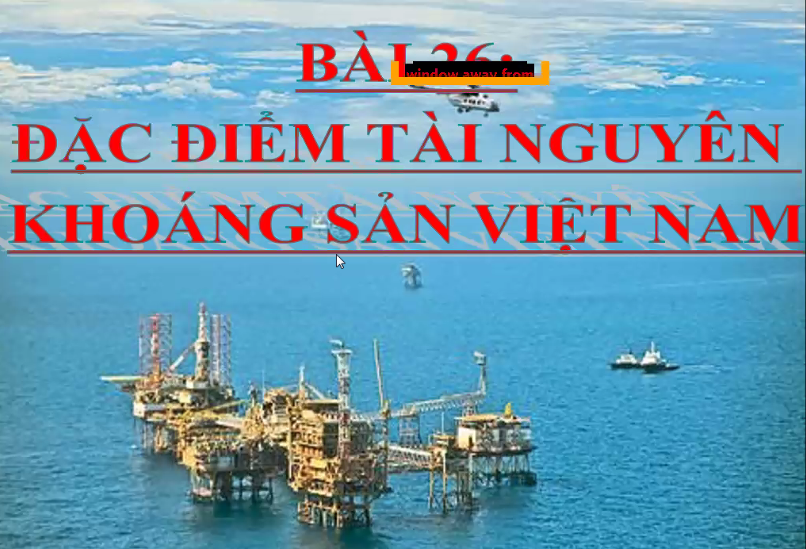 BÀI 26:
window away from
ĐẶC ĐIỂM TÀI NGUYÊN
KHOÁNG SẢN VIỆT NAM